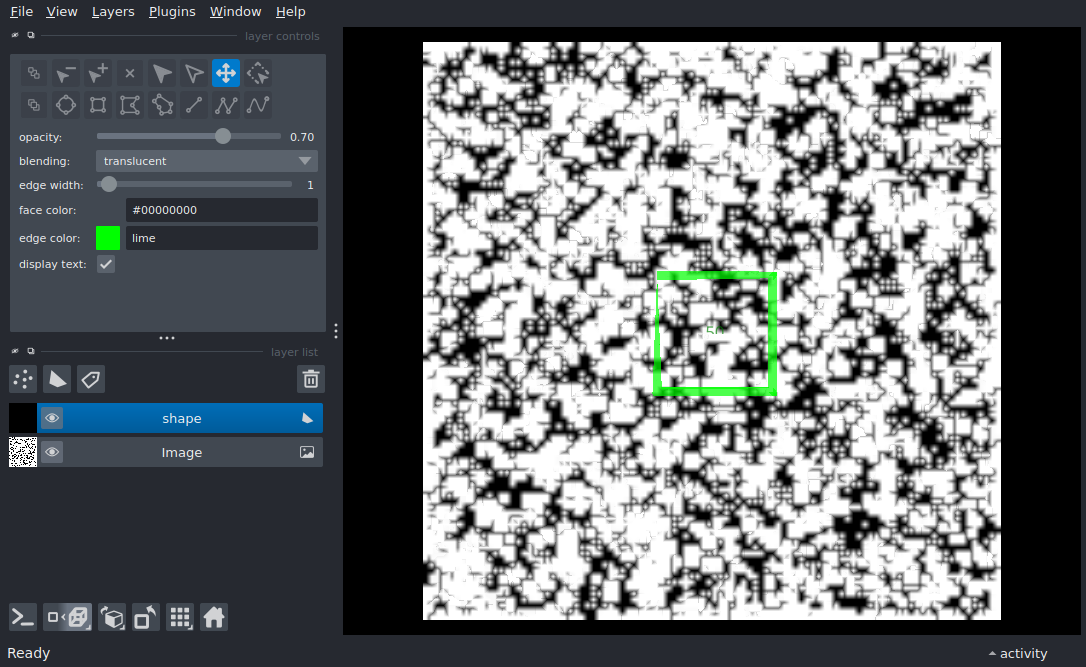 File View Layers Plugins Window Help
layer controls
opacity: 0.70
blending: translucent
edge width: 1
face color: #00000000
edge color: lime
display text:
layer list
shape
Image
Ready
activity